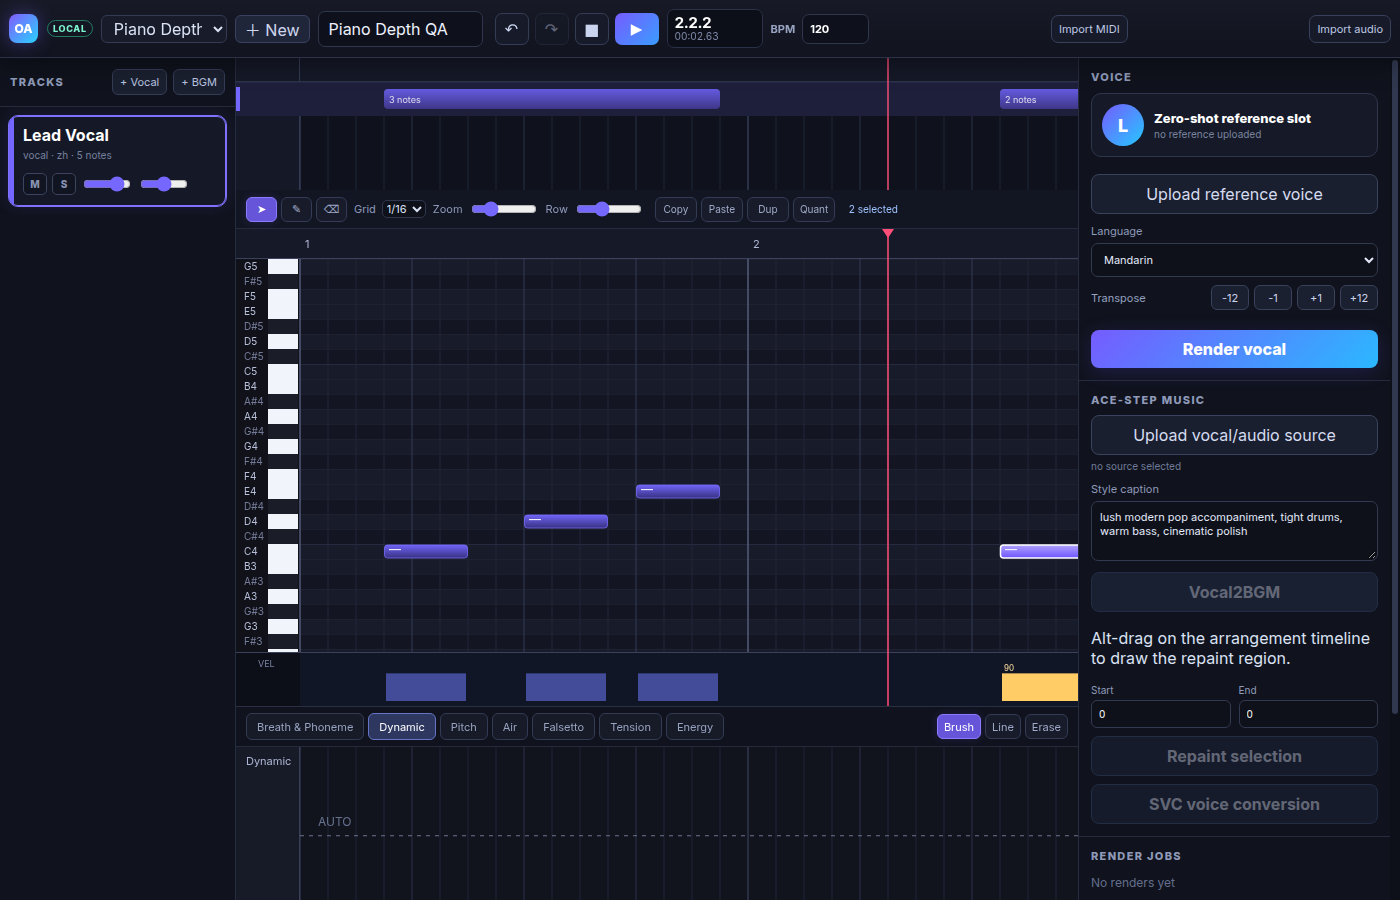 OA LOCAL Piano Depth + New Piano Depth QA 2.2.2 BPM 120 Import MIDI Import audio
00:02.63
TRACKS + Vocal + BGM
Lead Vocal
vocal · zh · 5 notes
M S
3 notes 2 notes
Grid 1/16 Zoom Row Copy Paste Dup Quant 2 selected
1 2
G5
F#5
F5
E5
D#5
D5
C#5
C5
B4
A#4
A4
G#4
G4
F#4
F4
E4
D#4
D4
C#4
C4
B3
A#3
A3
G#3
G3
F#3
VEL 90
Breath & Phoneme Dynamic Pitch Air Falsetto Tension Energy Brush Line Erase
Dynamic
AUTO
VOICE
L Zero-shot reference slot
no reference uploaded
Upload reference voice
Language
Mandarin
Transpose -12 -1 +1 +12
Render vocal
ACE-STEP MUSIC
Upload vocal/audio source
no source selected
Style caption
lush modern pop accompaniment, tight drums,
warm bass, cinematic polish
Vocal2BGM
Alt-drag on the arrangement timeline
to draw the repaint region.
Start End
0 0
Repaint selection
SVC voice conversion
RENDER JOBS
No renders yet